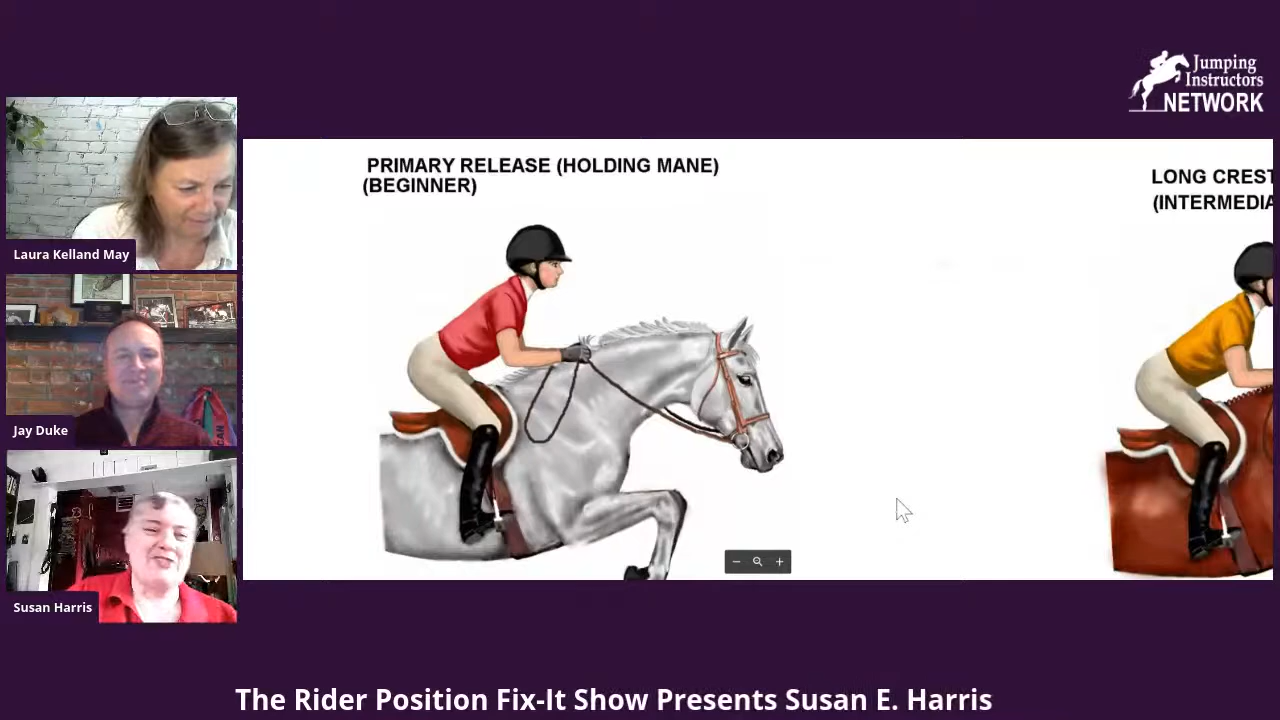 Jumping
Instructors
NETWORK
PRIMARY RELEASE (HOLDING MANE)
(BEGINNER)
LONG CREST
(INTERMEDIA
Laura Kelland May
Jay Duke
CAN
Susan Harris
The Rider Position Fix-It Show Presents Susan E. Harris